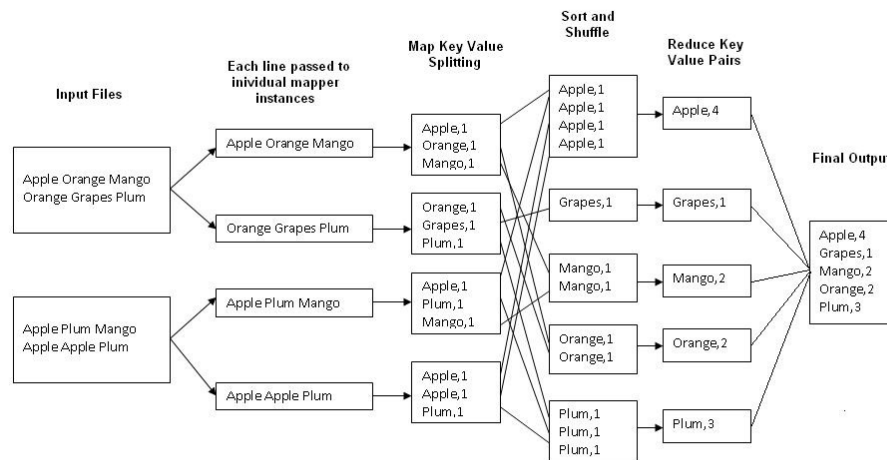 Input Files
Each line passed to
inividual mapper
instances
Map Key Value
Splitting
Sort and
Shuffle
Reduce Key
Value Pairs
Final Output
Apple Orange Mango
Orange Grapes Plum
Apple Plum Mango
Apple Apple Plum
Apple Orange Mango
Orange Grapes Plum
Apple Plum Mango
Apple Apple Plum
Apple,1
Orange,1
Mango,1
Orange,1
Grapes,1
Plum,1
Apple,1
Plum,1
Mango,1
Apple,1
Apple,1
Plum,1
Apple,1
Apple,1
Apple,1
Apple,1
Grapes,1
Mango,1
Mango,1
Orange,1
Orange,1
Plum,1
Plum,1
Plum,1
Apple,4
Grapes,1
Mango,2
Orange,2
Plum,3
Apple,4
Grapes,1
Mango,2
Orange,2
Plum,3